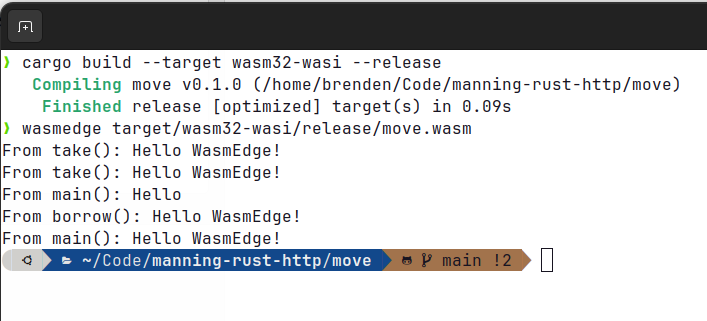 ❯ cargo build --target wasm32-wasi --release
   Compiling move v0.1.0 (/home/brenden/Code/manning-rust-http/move)
    Finished release [optimized] target(s) in 0.09s
❯ wasmedge target/wasm32-wasi/release/move.wasm
From take(): Hello WasmEdge!
From take(): Hello WasmEdge!
From main(): Hello
From borrow(): Hello WasmEdge!
From main(): Hello WasmEdge!
~/Code/manning-rust-http/move main !2